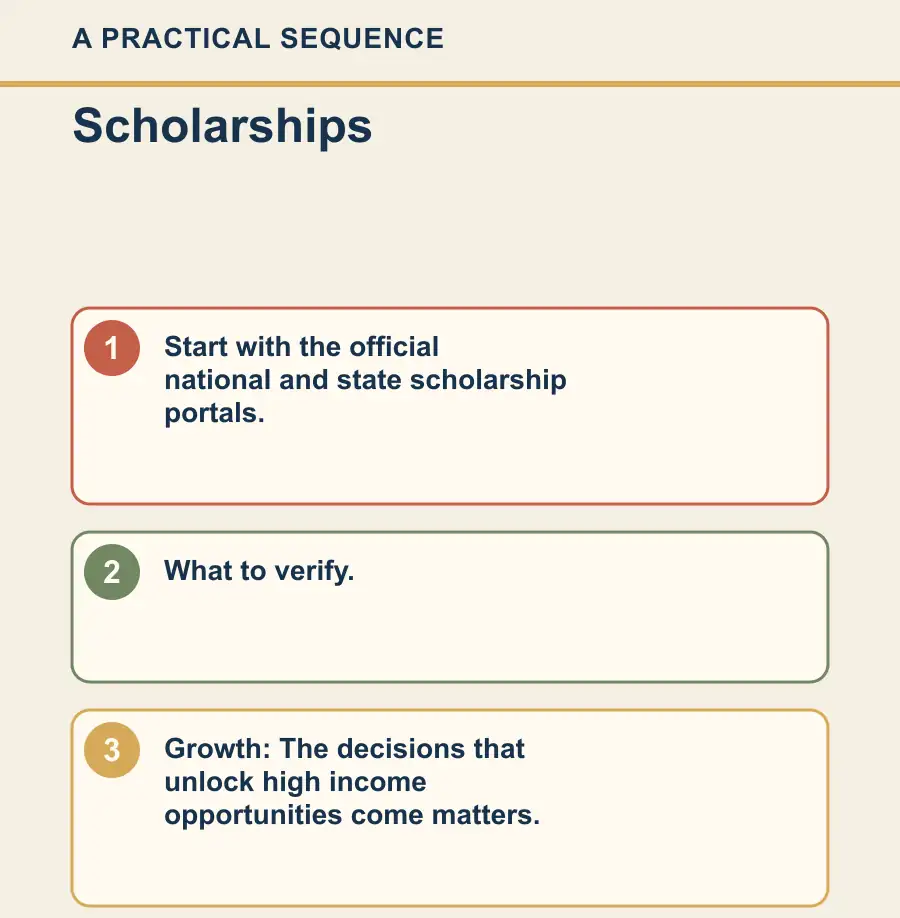 A PRACTICAL SEQUENCE
Scholarships
1
Start with the official
national and state scholarship
portals.
2
What to verify.
3
Growth: The decisions that
unlock high income
opportunities come matters.